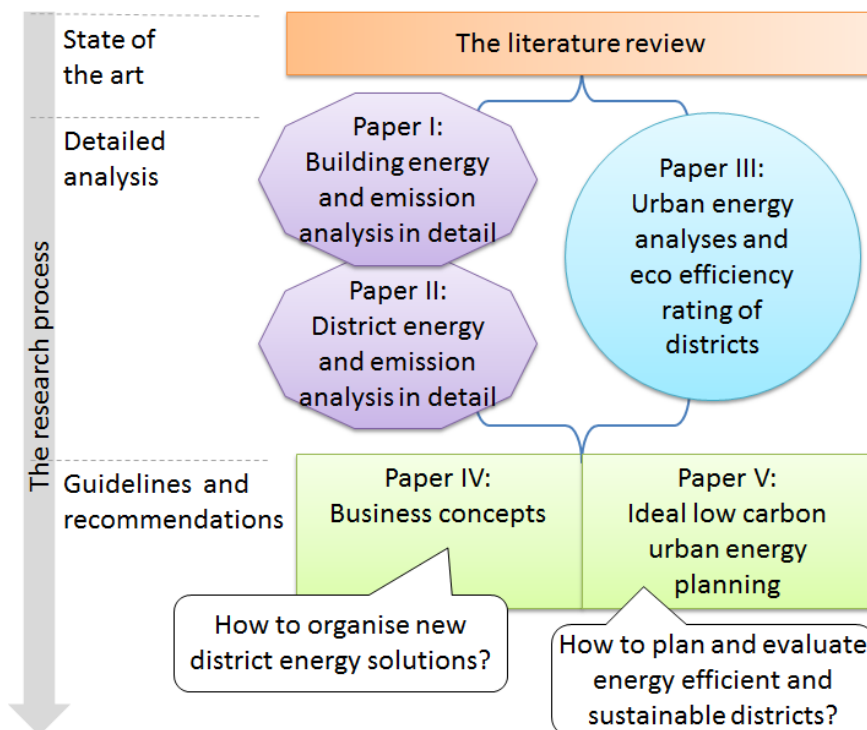 The research process
State of
the art
The literature review
Detailed
analysis
Paper I:
Building energy
and emission
analysis in detail
Paper II:
District energy
and emission
analysis in detail
Paper III:
Urban energy
analyses and
eco efficiency
rating of
districts
Guidelines and
recommendations
Paper IV:
Business concepts
Paper V:
Ideal low carbon
urban energy
planning
How to organise new
district energy solutions?
How to plan and evaluate
energy efficient and
sustainable districts?